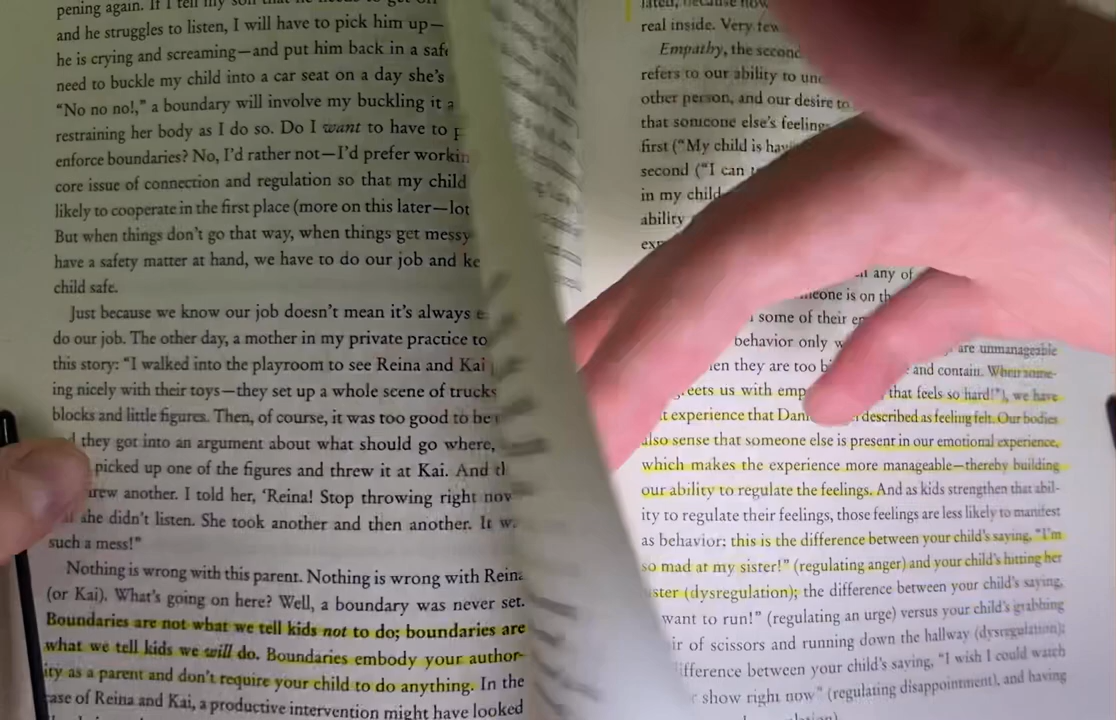 pening again. If I tell my son that he needs to get off
and he struggles to listen, I will have to pick him up—
he is crying and screaming—and put him back in a safe
need to buckle my child into a car seat on a day she's
"No no no!," a boundary will involve my buckling it a
restraining her body as I do so. Do I want to have to p
enforce boundaries? No, I'd rather not—I'd prefer workin
core issue of connection and regulation so that my child
likely to cooperate in the first place (more on this later—lot
But when things don't go that way, when things get messy
have a safety matter at hand, we have to do our job and ke
child safe.
Just because we know our job doesn't mean it's always e
do our job. The other day, a mother in my private practice to
this story: "I walked into the playroom to see Reina and Kai
ing nicely with their toys—they set up a whole scene of trucks
blocks and little figures. Then, of course, it was too good to be
they got into an argument about what should go where,
picked up one of the figures and threw it at Kai. And
another. I told her, 'Reina! Stop throwing right now
she didn't listen. She took another and then another. It w
such a mess!"
Nothing is wrong with this parent. Nothing is wrong with Reina
(or Kai). What's going on here? Well, a boundary was never set.
Boundaries are not what we tell kids not to do; boundaries are
what we tell kids we will do. Boundaries embody your author-
ity as a parent and don't require your child to do anything. In the
case of Reina and Kai, a productive intervention might have looked
real inside. Very few
Empathy, the second
refers to our ability to un
other person, and our desire to
that someone else's feelings
first ("My child is hav
second ("I can
in my child
ability
any of
is on th
some of their
behavior only w are unmanageable
en they are too b and contain. When some-
eets us with emp that feels so hard!"), we have
t experience that Dan described as feeling felt. Our bodies
also sense that someone else is present in our emotional experience,
which makes the experience more manageable—thereby building
our ability to regulate the feelings. And as kids strengthen that abil-
ity to regulate their feelings, those feelings are less likely to manifest
as behavior; this is the difference between your child's saying, "I'm
so mad at my sister!" (regulating anger) and your child's hitting her
ster (dysregulation); the difference between your child's saying,
want to run!" (regulating an urge) versus your child's grabbing
ir of scissors and running down the hallway (dysregulation);
ifference between your child's saying, "I wish I could watch
show right now" (regulating disappointment), and having